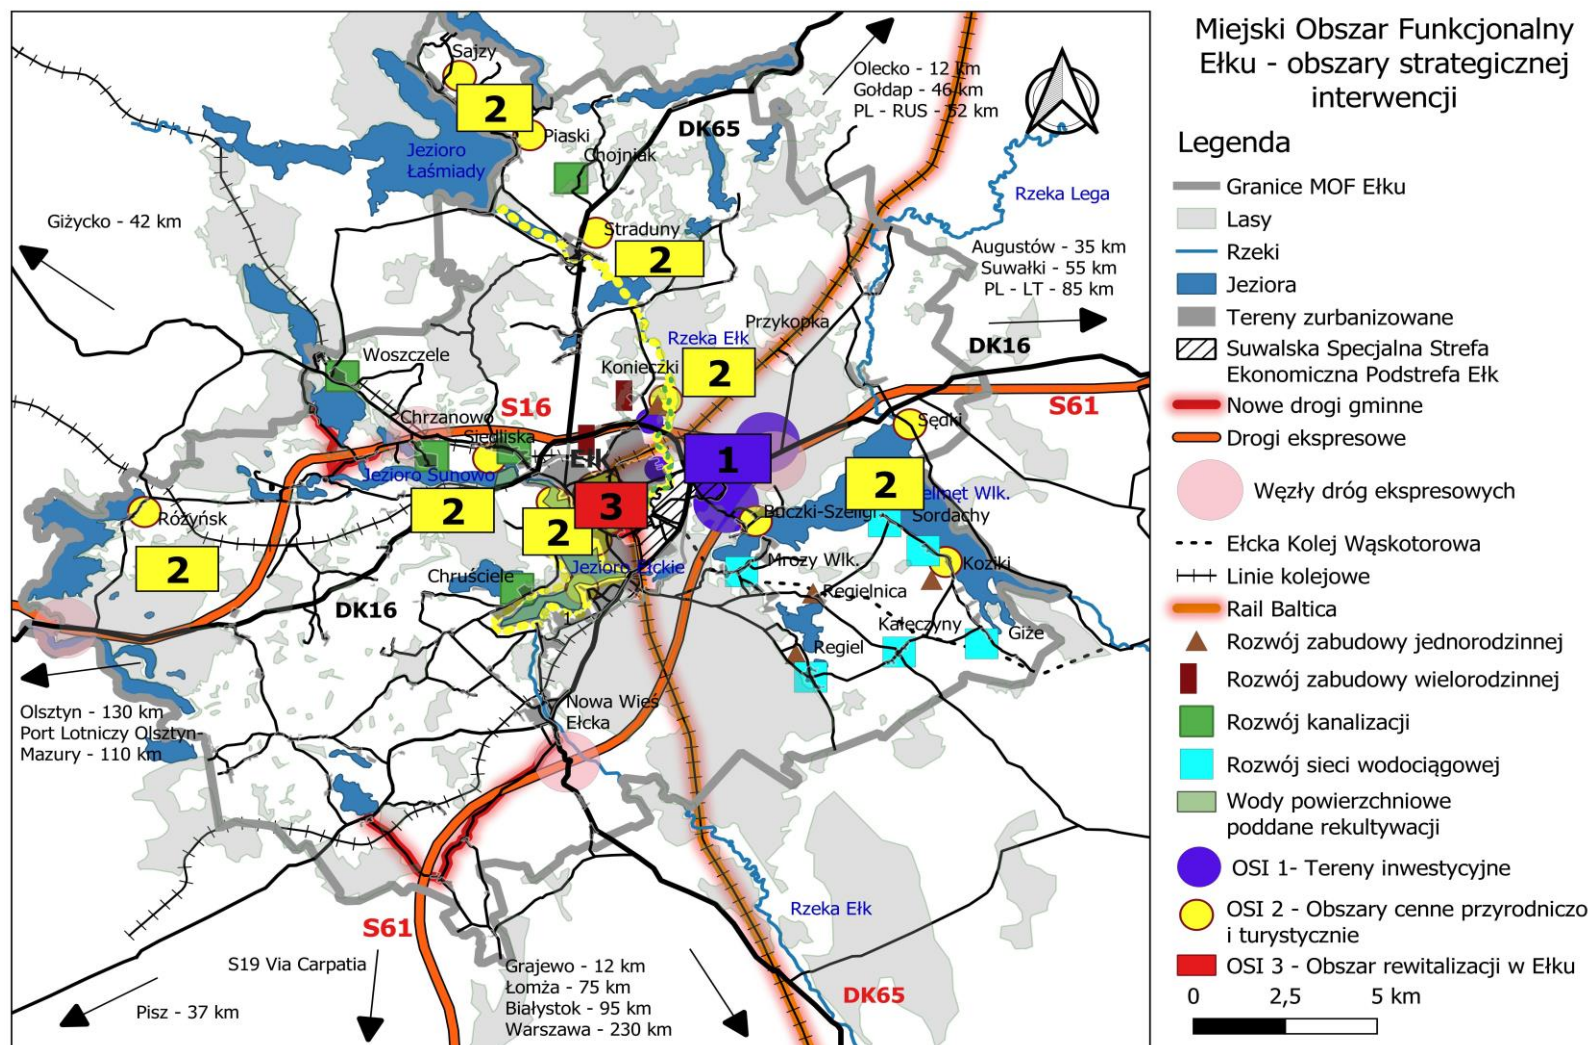 Miejski Obszar Funkcjonalny
Ełku - obszary strategicznej
interwencji
Legenda
Granice MOF Ełku
Lasy
Rzeki
Jeziora
Tereny zurbanizowane
Suwalska Specjalna Strefa
Ekonomiczna Podstrefa Ełk
Nowe drogi gminne
Drogi ekspresowe
Węzły dróg ekspresowych
Ełcka Kolej Wąskotorowa
Linie kolejowe
Rail Baltica
Rozwój zabudowy jednorodzinnej
Rozwój zabudowy wielorodzinnej
Rozwój kanalizacji
Rozwój sieci wodociągowej
Wody powierzchniowe
poddane rekultywacji
OSI 1- Tereny inwestycyjne
OSI 2 - Obszary cenne przyrodniczo
i turystycznie
OSI 3 - Obszar rewitalizacji w Ełku
0 2,5 5 km
Sajzy
2
Piaski
Jezioro
Łaśmiady
Chojniak
DK65
Olecko - 12 km
Gołdap - 46 km
PL - RUS - 52 km
Rzeka Lega
Giżycko - 42 km
Straduny
2
Augustów - 35 km
Suwałki - 55 km
PL - LT - 85 km
Przykopka
Rzeka Ełk
DK16
Woszczele
Konieczki
2
S16
S61
Chrzanowo
Siedliska
Sędki
Ełk
1
Jezioro Sunowo
2
3
2
2
Różyńsk
2
Buczki-Szelig
elmęt Wlk.
Sordachy
Chruściele
Jezioro Ełckie
Mrozy Wlk.
Koziki
Regielnica
DK16
Kałęczyny
Giże
Regiel
Nowa Wieś
Ełcka
Olsztyn - 130 km
Port Lotniczy Olsztyn-
Mazury - 110 km
Rzeka Ełk
S61
S19 Via Carpatia
Grajewo - 12 km
Łomża - 75 km
Białystok - 95 km
Warszawa - 230 km
DK65
Pisz - 37 km